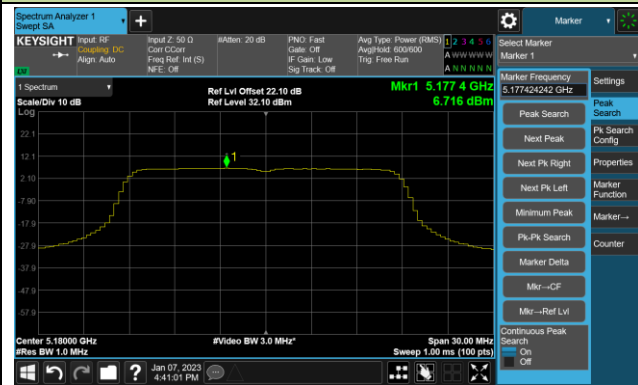 Spectrum Analyzer 1
Swept SA
Marker
KEYSIGHT
Input: RF
Coupling: DC
Align: Auto
Input Z: 50 Ω
Corr CCorr
Freq Ref: Int (S)
NFE: Off
#Atten: 20 dB
PNO: Fast
Gate: Off
IF Gain: Low
Sig Track: Off
Avg Type: Power (RMS)
Avg|Hold: 600/600
Trig: Free Run
1 2 3 4 5 6
A W W W W W
A N N N N N
Select Marker
Marker 1
1 Spectrum
Scale/Div 10 dB
Log
Ref Lvl Offset 22.10 dB
Ref Level 32.10 dBm
Mkr1 5.177 4 GHz
6.716 dBm
22.1
12.1
2.10
-7.90
-17.9
-27.9
-37.9
-47.9
-57.9
1
Center 5.18000 GHz
#Res BW 1.0 MHz
#Video BW 3.0 MHz*
Span 30.00 MHz
Sweep 1.00 ms (100 pts)
Marker Frequency
5.177424242 GHz
Peak Search
Next Peak
Next Pk Right
Next Pk Left
Minimum Peak
Pk-Pk Search
Marker Delta
Mkr→CF
Mkr→Ref Lvl
Continuous Peak
Search
On
Off
Settings
Peak
Search
Pk Search
Config
Properties
Marker
Function
Marker→
Counter
Jan 07, 2023
4:41:01 PM